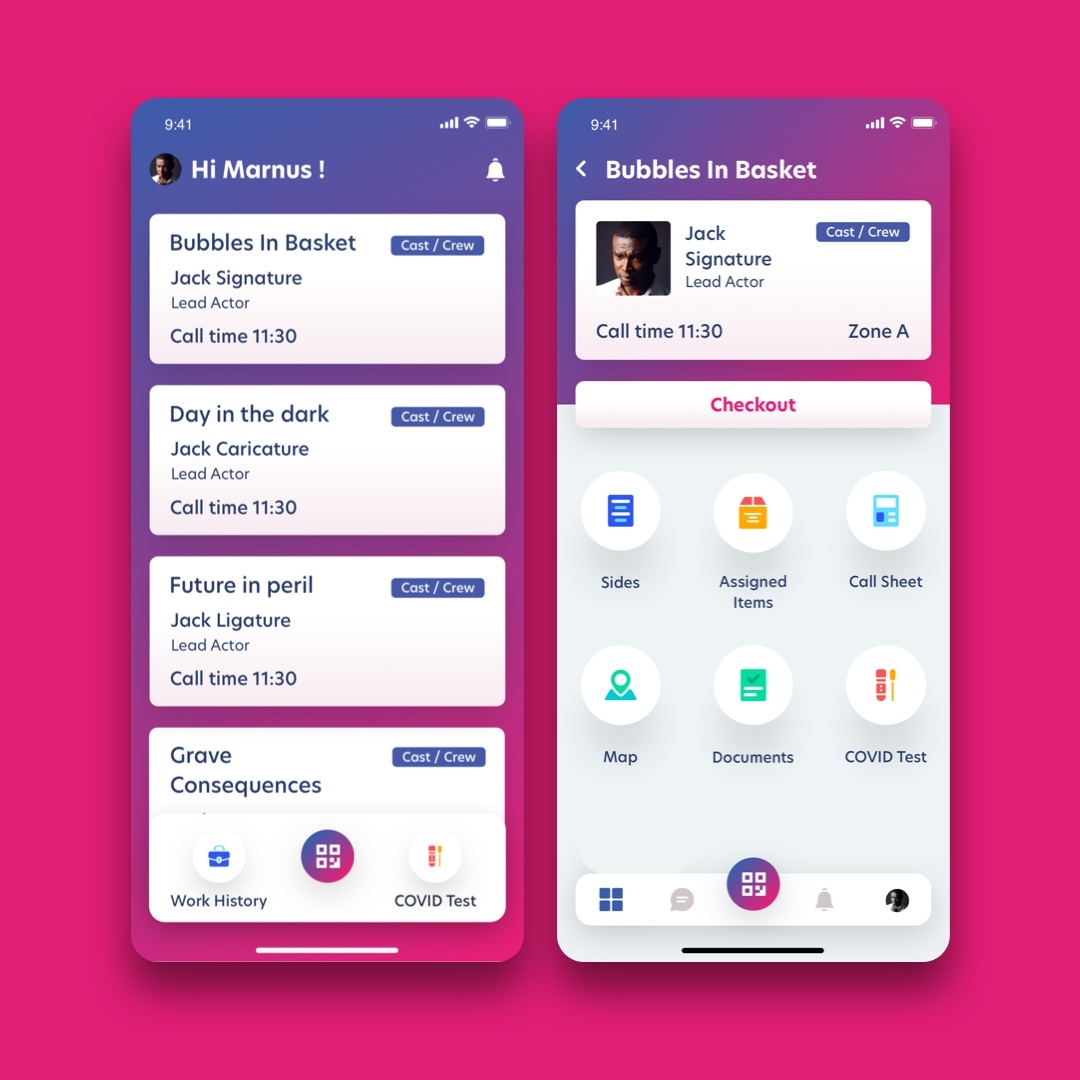 9:41
Hi Marnus !
Bubbles In Basket
Cast / Crew
Jack Signature
Lead Actor
Call time 11:30
Day in the dark
Cast / Crew
Jack Caricature
Lead Actor
Call time 11:30
Future in peril
Cast / Crew
Jack Ligature
Lead Actor
Call time 11:30
Grave
Consequences
Cast / Crew
Work History
COVID Test
9:41
Bubbles In Basket
Jack
Signature
Lead Actor
Cast / Crew
Call time 11:30
Zone A
Checkout
Sides
Assigned
Items
Call Sheet
Map
Documents
COVID Test